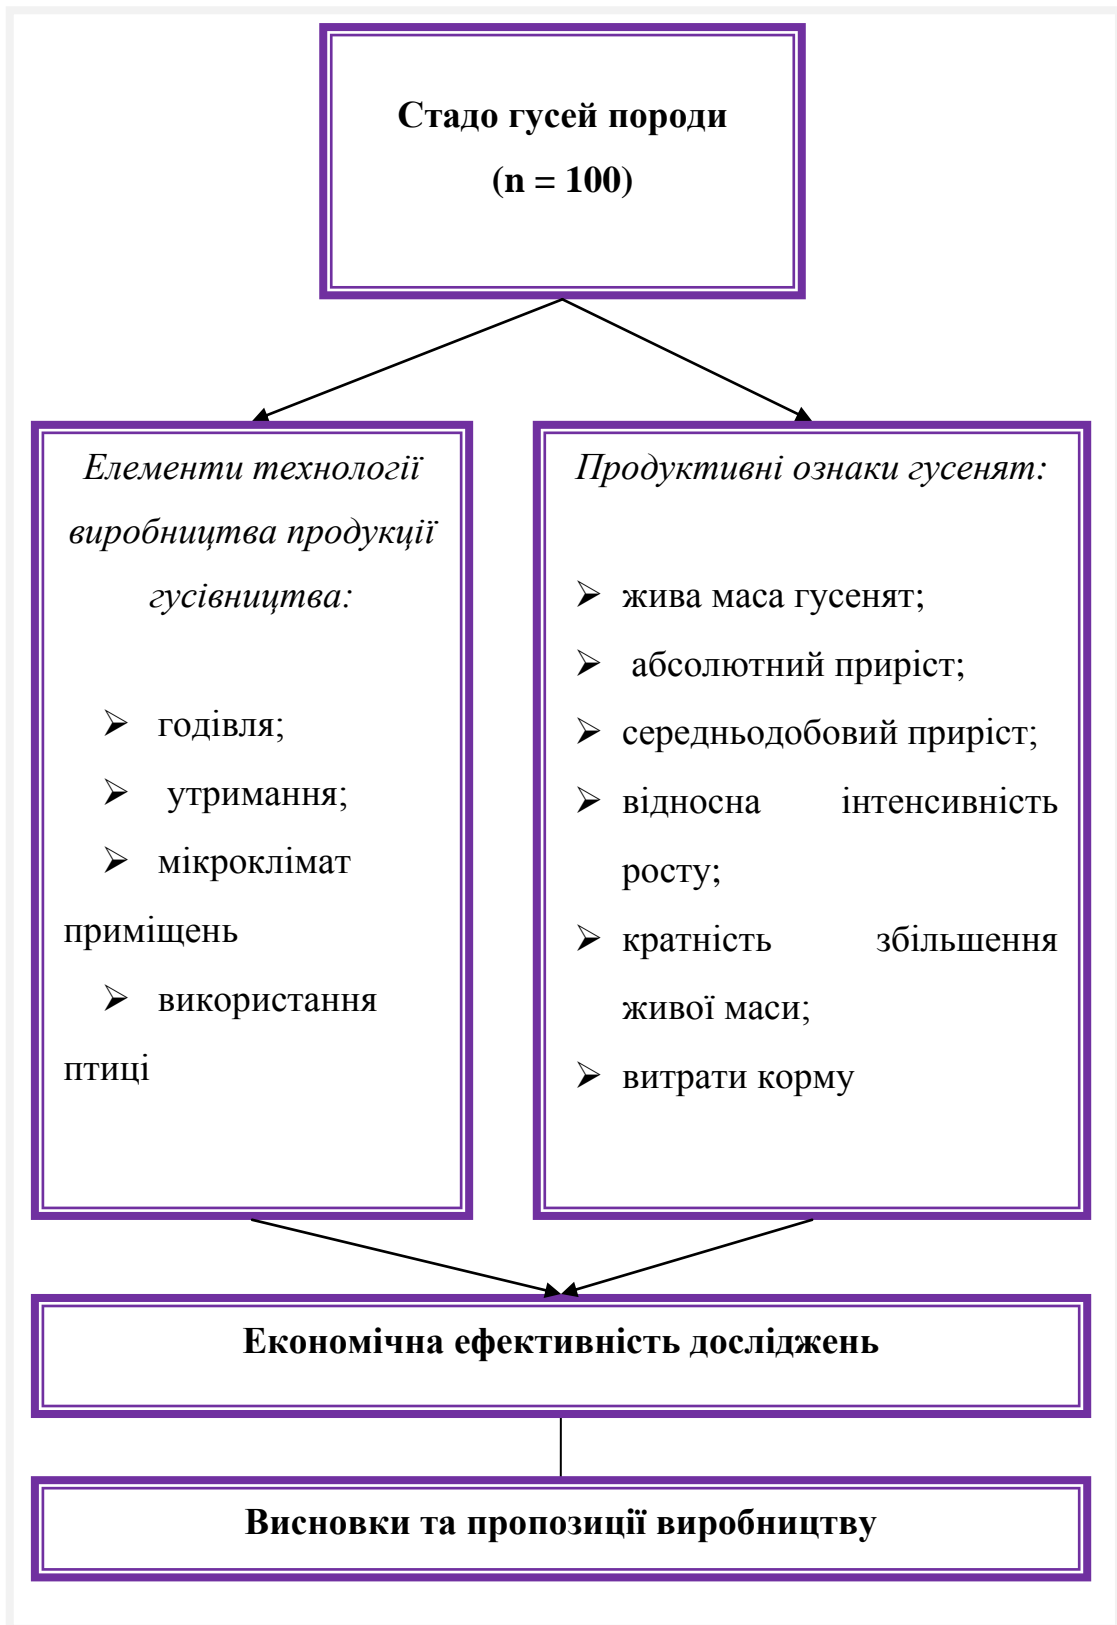 Стадо гусей породи
(n = 100)
Елементи технології
виробництва продукції
гусівництва:
➢ годівля;
➢ утримання;
➢ мікроклімат
приміщень
➢ використання
птиці
Продуктивні ознаки гусенят:
➢ жива маса гусенят;
➢ абсолютний приріст;
➢ середньодобовий приріст;
➢ відносна інтенсивність
росту;
➢ кратність збільшення
живої маси;
➢ витрати корму
Економічна ефективність досліджень
Висновки та пропозиції виробництву